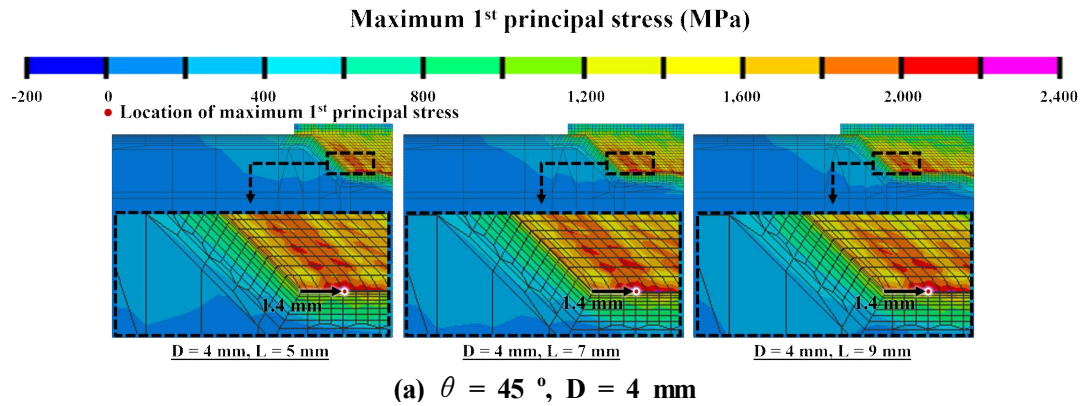 Maximum 1st principal stress (MPa)
-200 0 400 800 1,200 1,600 2,000 2,400
Location of maximum 1st principal stress
1.4 mm 1.4 mm 1.4 mm
D = 4 mm, L = 5 mm D = 4 mm, L = 7 mm D = 4 mm, L = 9 mm
(a) θ = 45 °, D = 4 mm